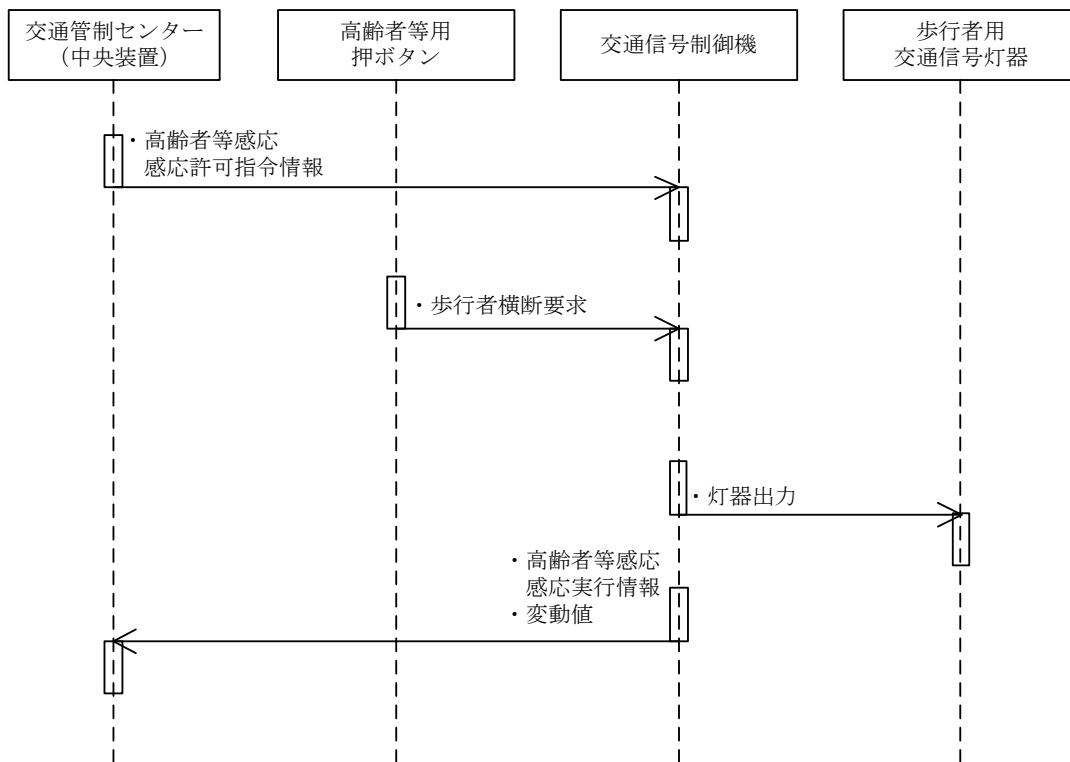 交通管制センター
（中央装置）
高齢者等用
押ボタン
交通信号制御機
歩行者用
交通信号灯器
・高齢者等感応
感応許可指令情報
・歩行者横断要求
・灯器出力
・高齢者等感応
感応実行情報
・変動値